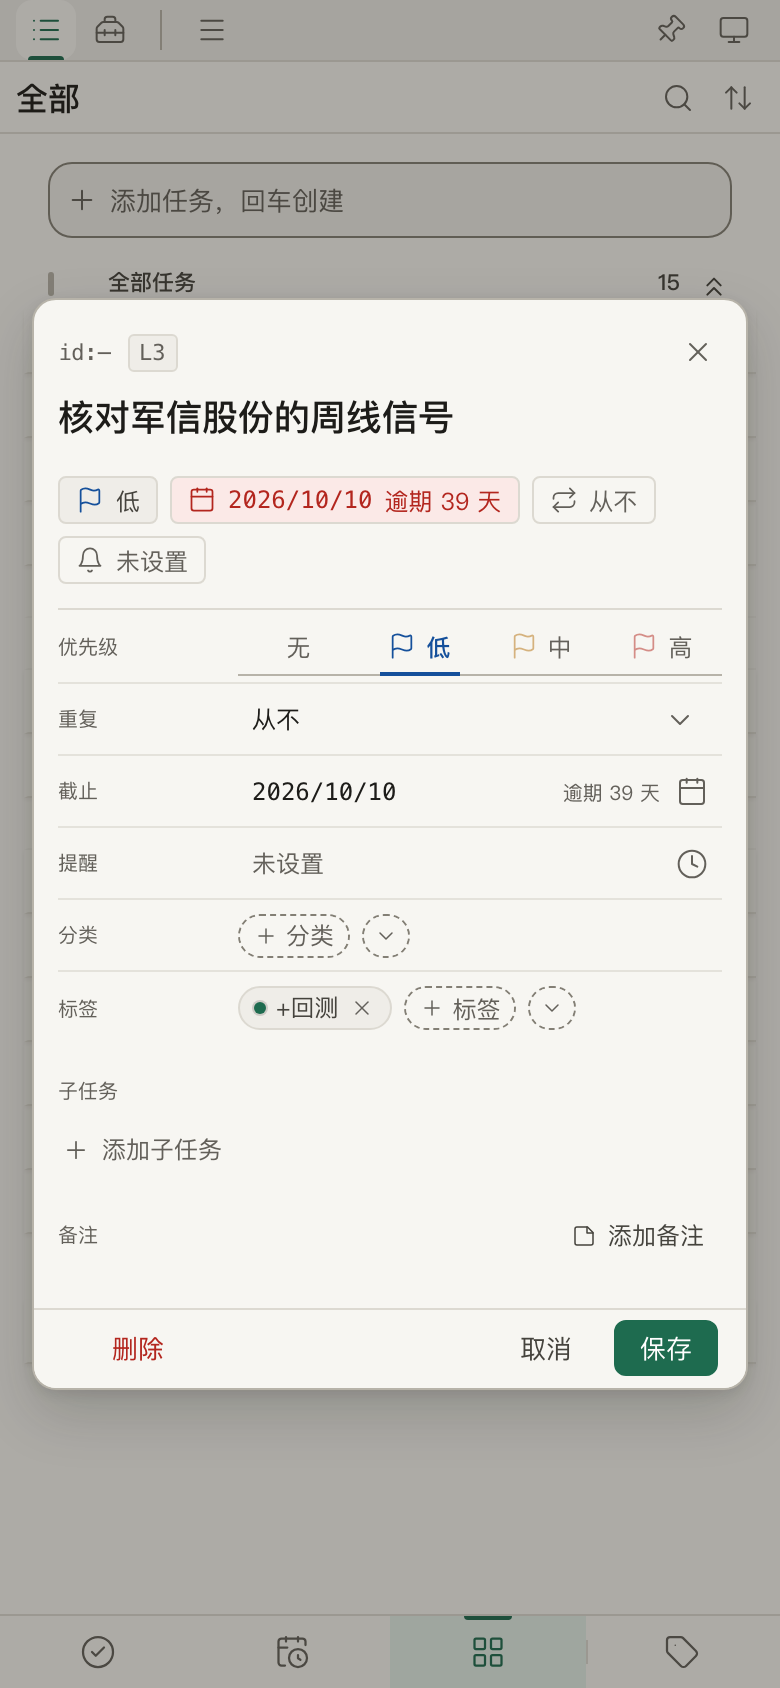 全部
添加任务，回车创建
全部任务 15
id:— L3
核对军信股份的周线信号
低 2026/10/10 逾期 39 天 从不
未设置
优先级 无 低 中 高
重复 从不
截止 2026/10/10 逾期 39 天
提醒 未设置
分类 + 分类
标签 +回测 + 标签
子任务
+ 添加子任务
备注 添加备注
删除 取消 保存